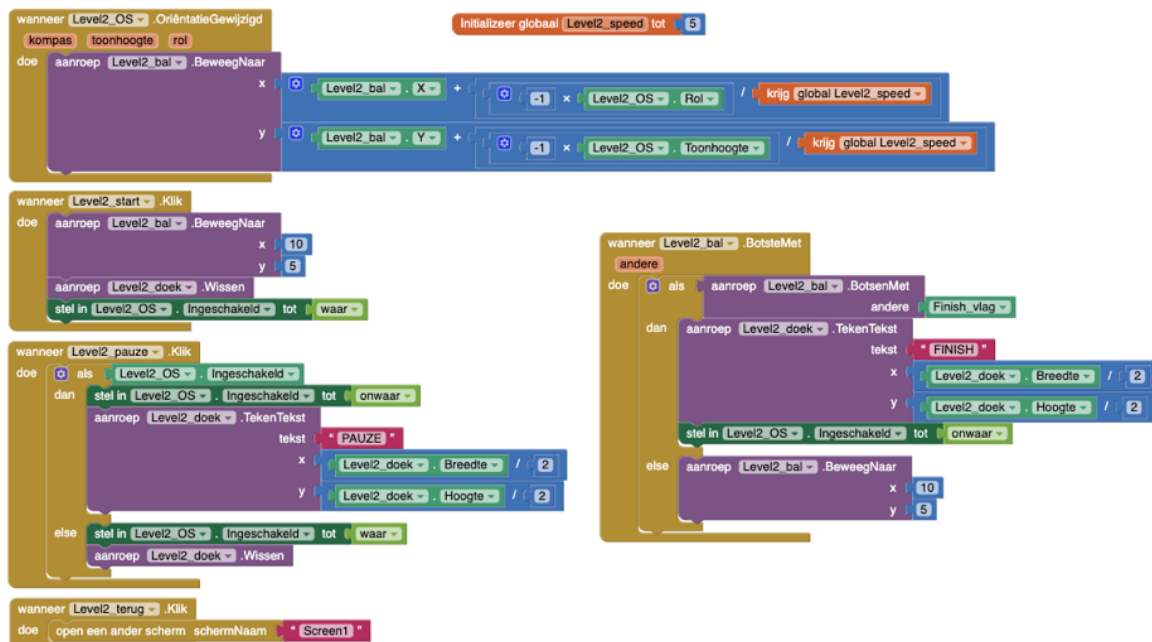 wanneer Level2_OS .OriëntatieGewijzigd
kompas toonhoogte rol
doe aanroep Level2_bal .BeweegNaar
x Level2_bal . X + -1 × Level2_OS . Rol / krijg global Level2_speed
y Level2_bal . Y + -1 × Level2_OS . Toonhoogte / krijg global Level2_speed
Initializeer globaal Level2_speed tot 5
wanneer Level2_start .Klik
doe aanroep Level2_bal .BeweegNaar
x 10
y 5
aanroep Level2_doek .Wissen
stel in Level2_OS . Ingeschakeld tot waar
wanneer Level2_pauze .Klik
doe als Level2_OS . Ingeschakeld
dan stel in Level2_OS . Ingeschakeld tot onwaar
aanroep Level2_doek .TekenTekst
tekst " PAUZE "
x Level2_doek . Breedte / 2
y Level2_doek . Hoogte / 2
else stel in Level2_OS . Ingeschakeld tot waar
aanroep Level2_doek .Wissen
wanneer Level2_terug .Klik
doe open een ander scherm schermNaam " Screen1 "
wanneer Level2_bal .BotsteMet
andere
doe als aanroep Level2_bal .BotsenMet
andere Finish_vlag
dan aanroep Level2_doek .TekenTekst
tekst " FINISH "
x Level2_doek . Breedte / 2
y Level2_doek . Hoogte / 2
stel in Level2_OS . Ingeschakeld tot onwaar
else aanroep Level2_bal .BeweegNaar
x 10
y 5